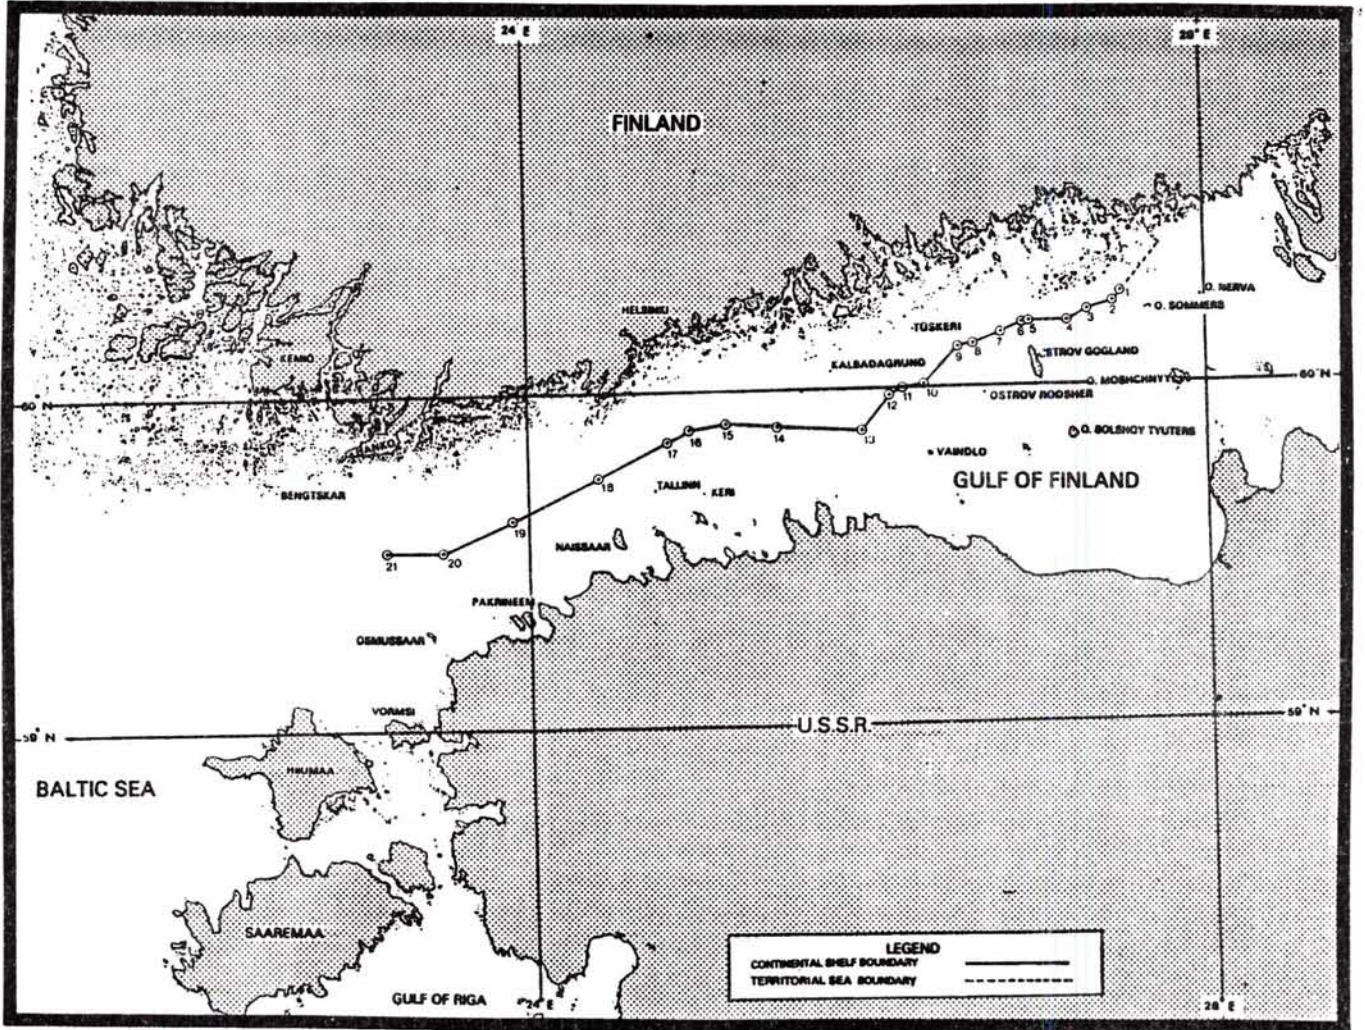 24° E
28° E
FINLAND
O. NERVA
1
2
O. SOMMERS
HELSINKI
3
4
6 5
TUSKERI
7
8
9
OSTROV GOGLAND
KEMIO
KALBADAGRUND
O. MOSHCHNYY
60° N
10
11
12
OSTROV RODSHER
60° N
HANKO
13
14
15
16
17
O. BOLSHOY TYUTERS
VAINDLO
GULF OF FINLAND
18
TALLINN
KERI
BENGTSKAR
19
NAISSAAR
20
21
PAKRINEEM
OSMUSSAAR
VORMSI
59° N
U.S.S.R.
59° N
HIIUMAA
BALTIC SEA
SAAREMAA
LEGEND
CONTINENTAL SHELF BOUNDARY
TERRITORIAL SEA BOUNDARY
GULF OF RIGA
24° E
28° E